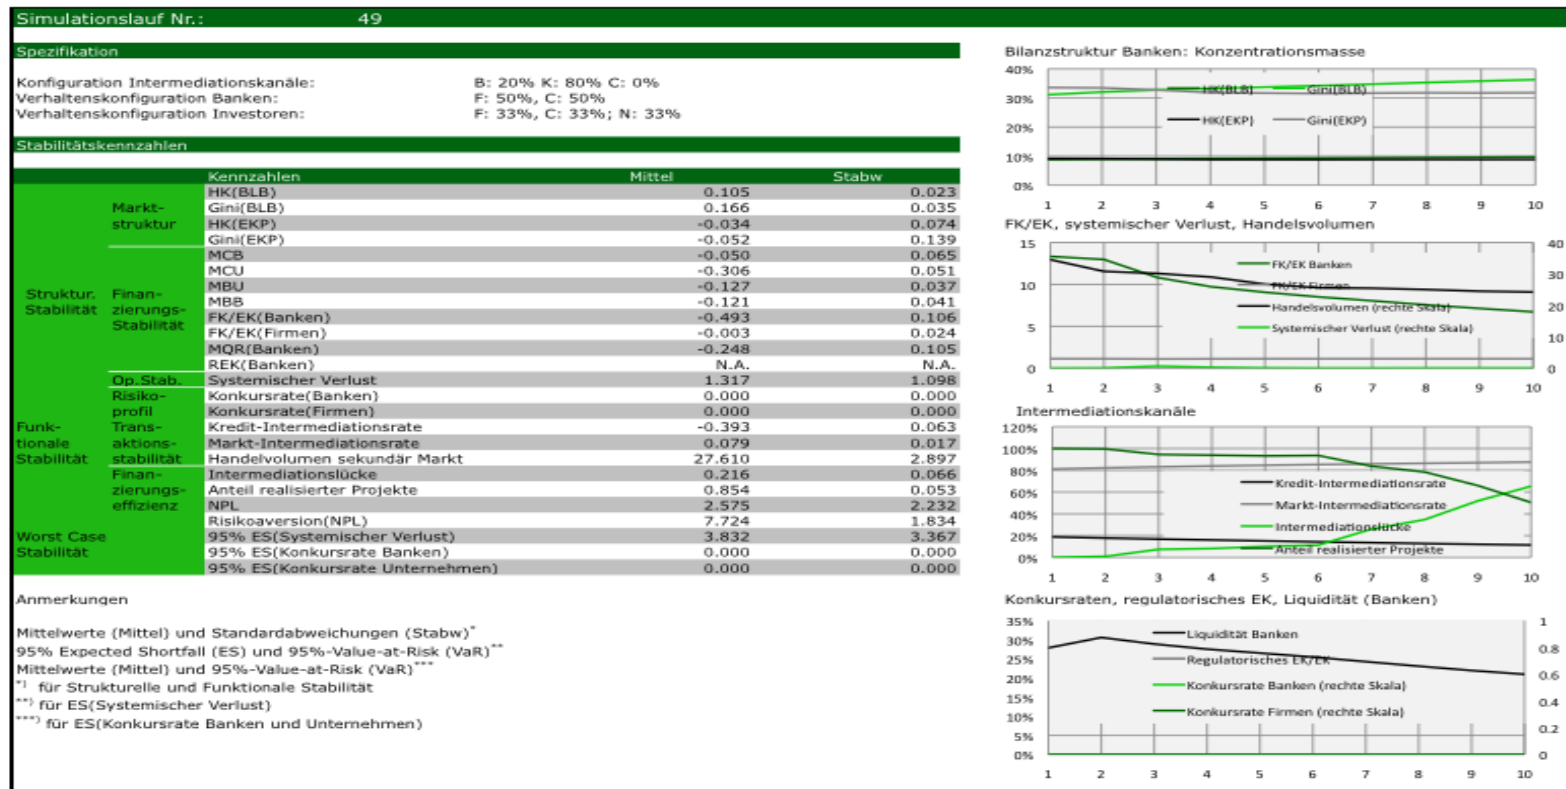 Simulationslauf Nr.: 49
Spezifikation
Konfiguration Intermediationskanäle: B: 20% K: 80% C: 0%
Verhaltenskonfiguration Banken: F: 50%, C: 50%
Verhaltenskonfiguration Investoren: F: 33%, C: 33%; N: 33%
Stabilitätskennzahlen
Kennzahlen Mittel Stabw
Struktur. Stabilität
Markt-struktur
HK(BLB) 0.105 0.023
Gini(BLB) 0.166 0.035
HK(EKP) -0.034 0.074
Gini(EKP) -0.052 0.139
Finan-zierungs-Stabilität
MCB -0.050 0.065
MCU -0.306 0.051
MBU -0.127 0.037
MBB -0.121 0.041
FK/EK(Banken) -0.493 0.106
FK/EK(Firmen) -0.003 0.024
MQR(Banken) -0.248 0.105
REK(Banken) N.A. N.A.
Op.Stab. Systemischer Verlust 1.317 1.098
Risiko-profil
Konkursrate(Banken) 0.000 0.000
Konkursrate(Firmen) 0.000 0.000
Funk-tionale Stabilität
Trans-aktions-stabilität
Kredit-Intermediationsrate -0.393 0.063
Markt-Intermediationsrate 0.079 0.017
Handelvolumen sekundär Markt 27.610 2.897
Finan-zierungs-effizienz
Intermediationslücke 0.216 0.066
Anteil realisierter Projekte 0.854 0.053
NPL 2.575 2.232
Risikoaversion(NPL) 7.724 1.834
Worst Case Stabilität
95% ES(Systemischer Verlust) 3.832 3.367
95% ES(Konkursrate Banken) 0.000 0.000
95% ES(Konkursrate Unternehmen) 0.000 0.000
Anmerkungen
Mittelwerte (Mittel) und Standardabweichungen (Stabw)*
95% Expected Shortfall (ES) und 95%-Value-at-Risk (VaR)**
Mittelwerte (Mittel) und 95%-Value-at-Risk (VaR)***
*) für Strukturelle und Funktionale Stabilität
**) für ES(Systemischer Verlust)
***) für ES(Konkursrate Banken und Unternehmen)
Bilanzstruktur Banken: Konzentrationsmasse
40%
30%
20%
10%
0%
HK(BLB) Gini(BLB)
HK(EKP) Gini(EKP)
1 2 3 4 5 6 7 8 9 10
FK/EK, systemischer Verlust, Handelsvolumen
15 40
30
10
20
5
10
0 0
FK/EK Banken
FK/EK Firmen
Handelsvolumen (rechte Skala)
Systemischer Verlust (rechte Skala)
1 2 3 4 5 6 7 8 9 10
Intermediationskanäle
120%
100%
80%
60%
40%
20%
0%
Kredit-Intermediationsrate
Markt-Intermediationsrate
Intermediationslücke
Anteil realisierter Projekte
1 2 3 4 5 6 7 8 9 10
Konkursraten, regulatorisches EK, Liquidität (Banken)
35% 1
30% 0.8
25%
20% 0.6
15%
10% 0.4
5% 0.2
0% 0
Liquidität Banken
Regulatorisches EK/EK
Konkursrate Banken (rechte Skala)
Konkursrate Firmen (rechte Skala)
1 2 3 4 5 6 7 8 9 10